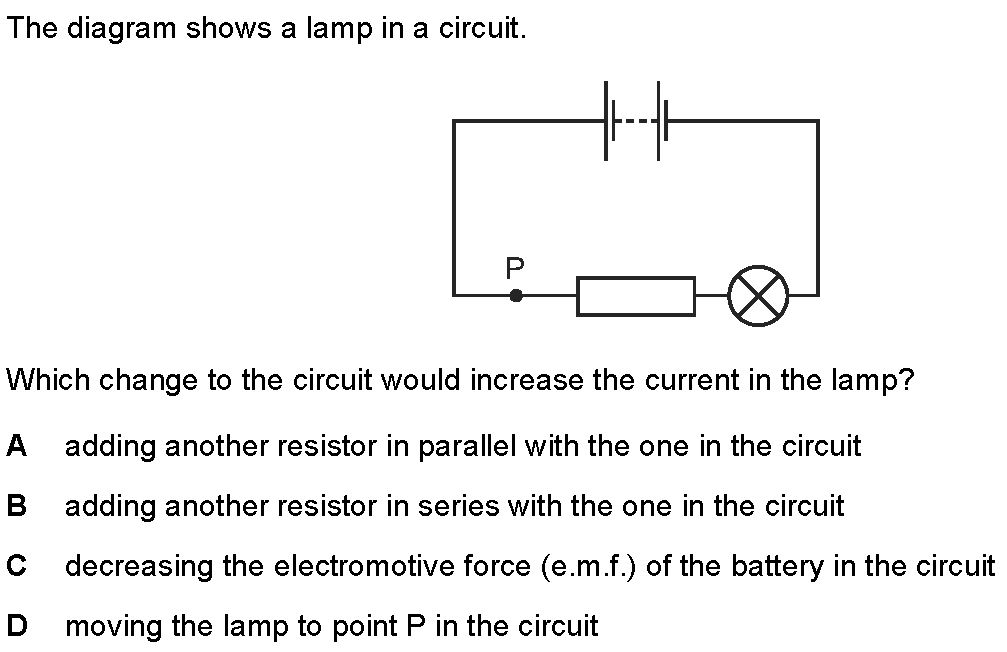 The diagram shows a lamp in a circuit.
P
Which change to the circuit would increase the current in the lamp?
A adding another resistor in parallel with the one in the circuit
B adding another resistor in series with the one in the circuit
C decreasing the electromotive force (e.m.f.) of the battery in the circuit
D moving the lamp to point P in the circuit